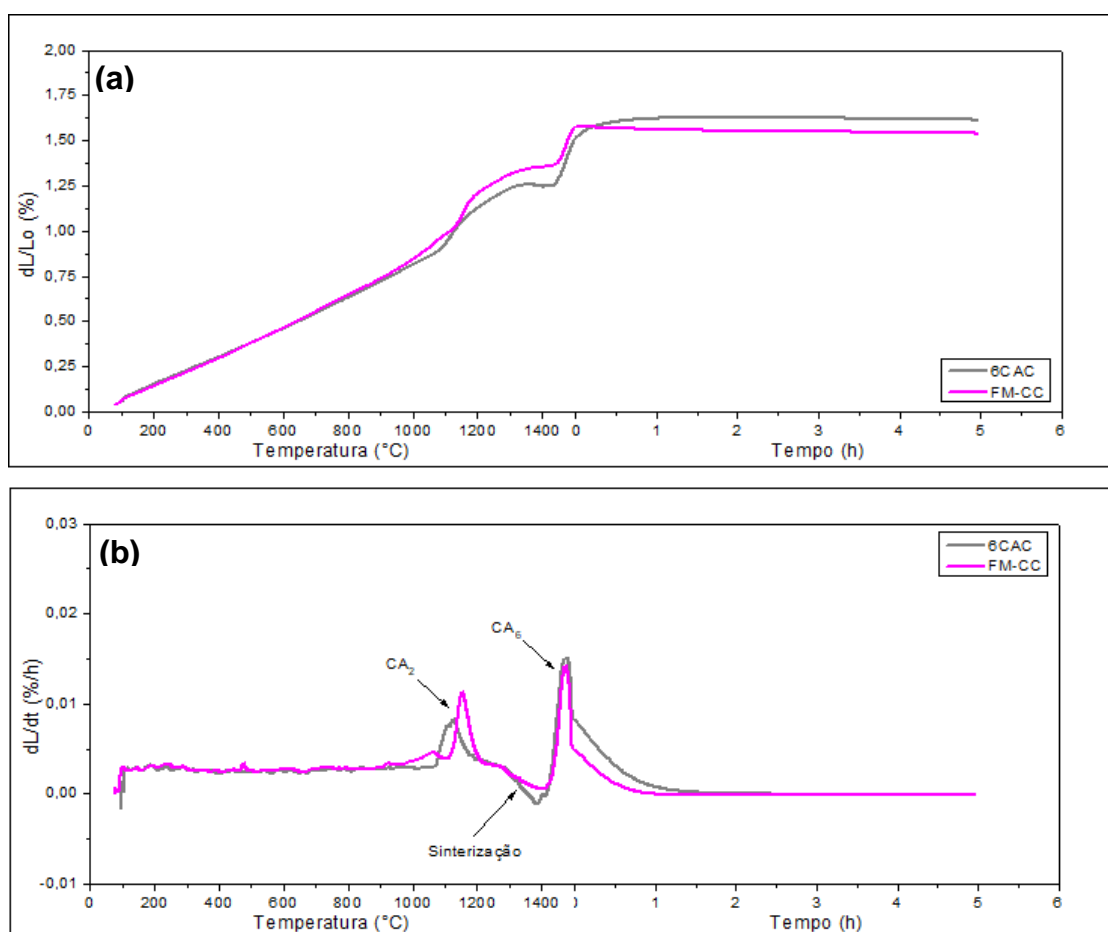 (a)
2,00
1,75
1,50
1,25
1,00
0,75
0,50
0,25
0,00
dL/Lo (%)
6CAC
FM-CC
0 200 400 600 800 1000 1200 1400 0 1 2 3 4 5 6
Temperatura (°C) Tempo (h)
(b)
0,03
0,02
0,01
0,00
-0,01
dL/dt (%/h)
6CAC
FM-CC
CA6
CA2
Sinterização
0 200 400 600 800 1000 1200 1400 1 2 3 4 5 6
Temperatura (°C) Tempo (h)